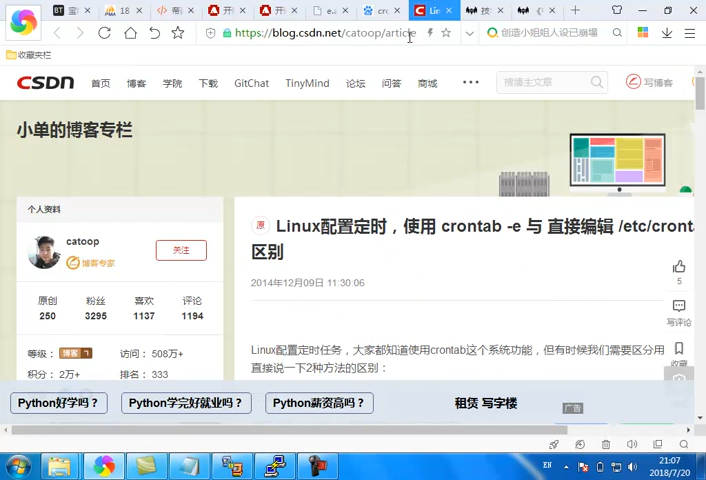 https://blog.csdn.net/catoop/article
创造小姐姐人设已崩塌
收藏夹栏
CSDN
首页 博客 学院 下载 GitChat TinyMind 论坛 问答 商城 •••
搜博主文章
写博客
小单的博客专栏
个人资料
catoop
博客专家
关注
原创 粉丝 喜欢 评论
250 3295 1137 1194
等级： 博客 7 访问： 508万+
积分： 2万+ 排名： 333
原 Linux配置定时，使用 crontab -e 与 直接编辑 /etc/cronta
区别
2014年12月09日 11:30:06
5
写评论
收藏
Linux配置定时任务，大家都知道使用crontab这个系统功能，但有时候我们需要区分用
直接说一下2种方法的区别：
Python好学吗？ Python学完好就业吗？ Python薪资高吗？ 租赁 写字楼
广告
EN
21:07
2018/7/20